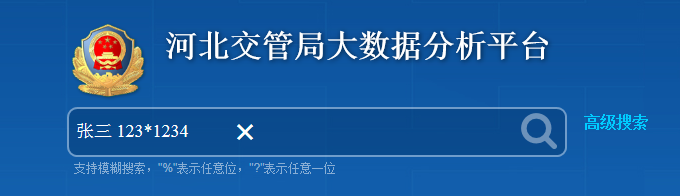 河北交管局大数据分析平台
张三 123*1234
高级搜索
支持模糊搜索，"%"表示任意位，"?"表示任意一位